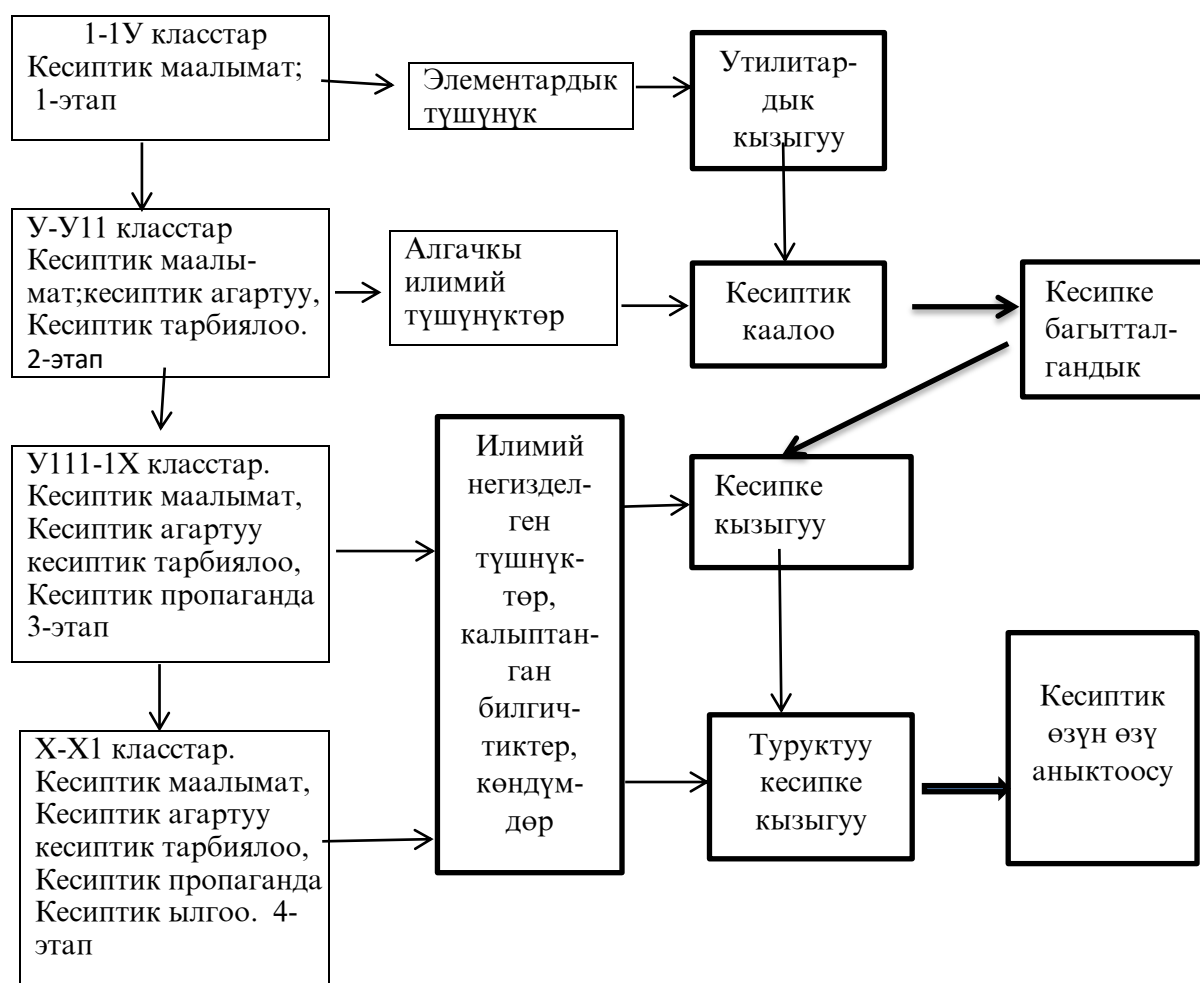 1-1У класстар
Кесиптик маалымат;
1-этап
Элементардык
түшүнүк
Утилитар-
дык
кызыгуу
У-У11 класстар
Кесиптик маалы-
мат;кесиптик агартуу,
Кесиптик тарбиялоо.
2-этап
Алгачкы
илимий
түшүнүктөр
Кесиптик
каалоо
Кесипке
багыттал-
гандык
У111-1Х класстар.
Кесиптик маалымат,
Кесиптик агартуу
кесиптик тарбиялоо,
Кесиптик пропаганда
3-этап
Илимий
негиздел-
ген
түшнүк-
төр,
калыптан-
ган
билгич-
тиктер,
көндүм-
дөр
Кесипке
кызыгуу
Х-Х1 класстар.
Кесиптик маалымат,
Кесиптик агартуу
кесиптик тарбиялоо,
Кесиптик пропаганда
Кесиптик ылгоо. 4-
этап
Туруктуу
кесипке
кызыгуу
Кесиптик
өзүн өзү
аныктоосу